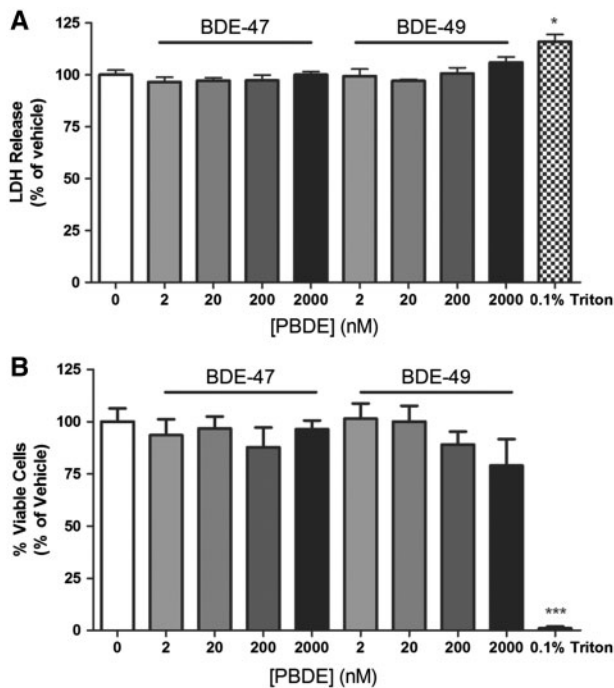 A
BDE-47 BDE-49
*
LDH Release
(% of vehicle)
125
100
75
50
25
0
0 2 20 200 2000 2 20 200 2000 0.1% Triton
[PBDE] (nM)
B
BDE-47 BDE-49
% Viable Cells
(% of Vehicle)
125
100
75
50
25
0
***
0 2 20 200 2000 2 20 200 2000 0.1% Triton
[PBDE] (nM)